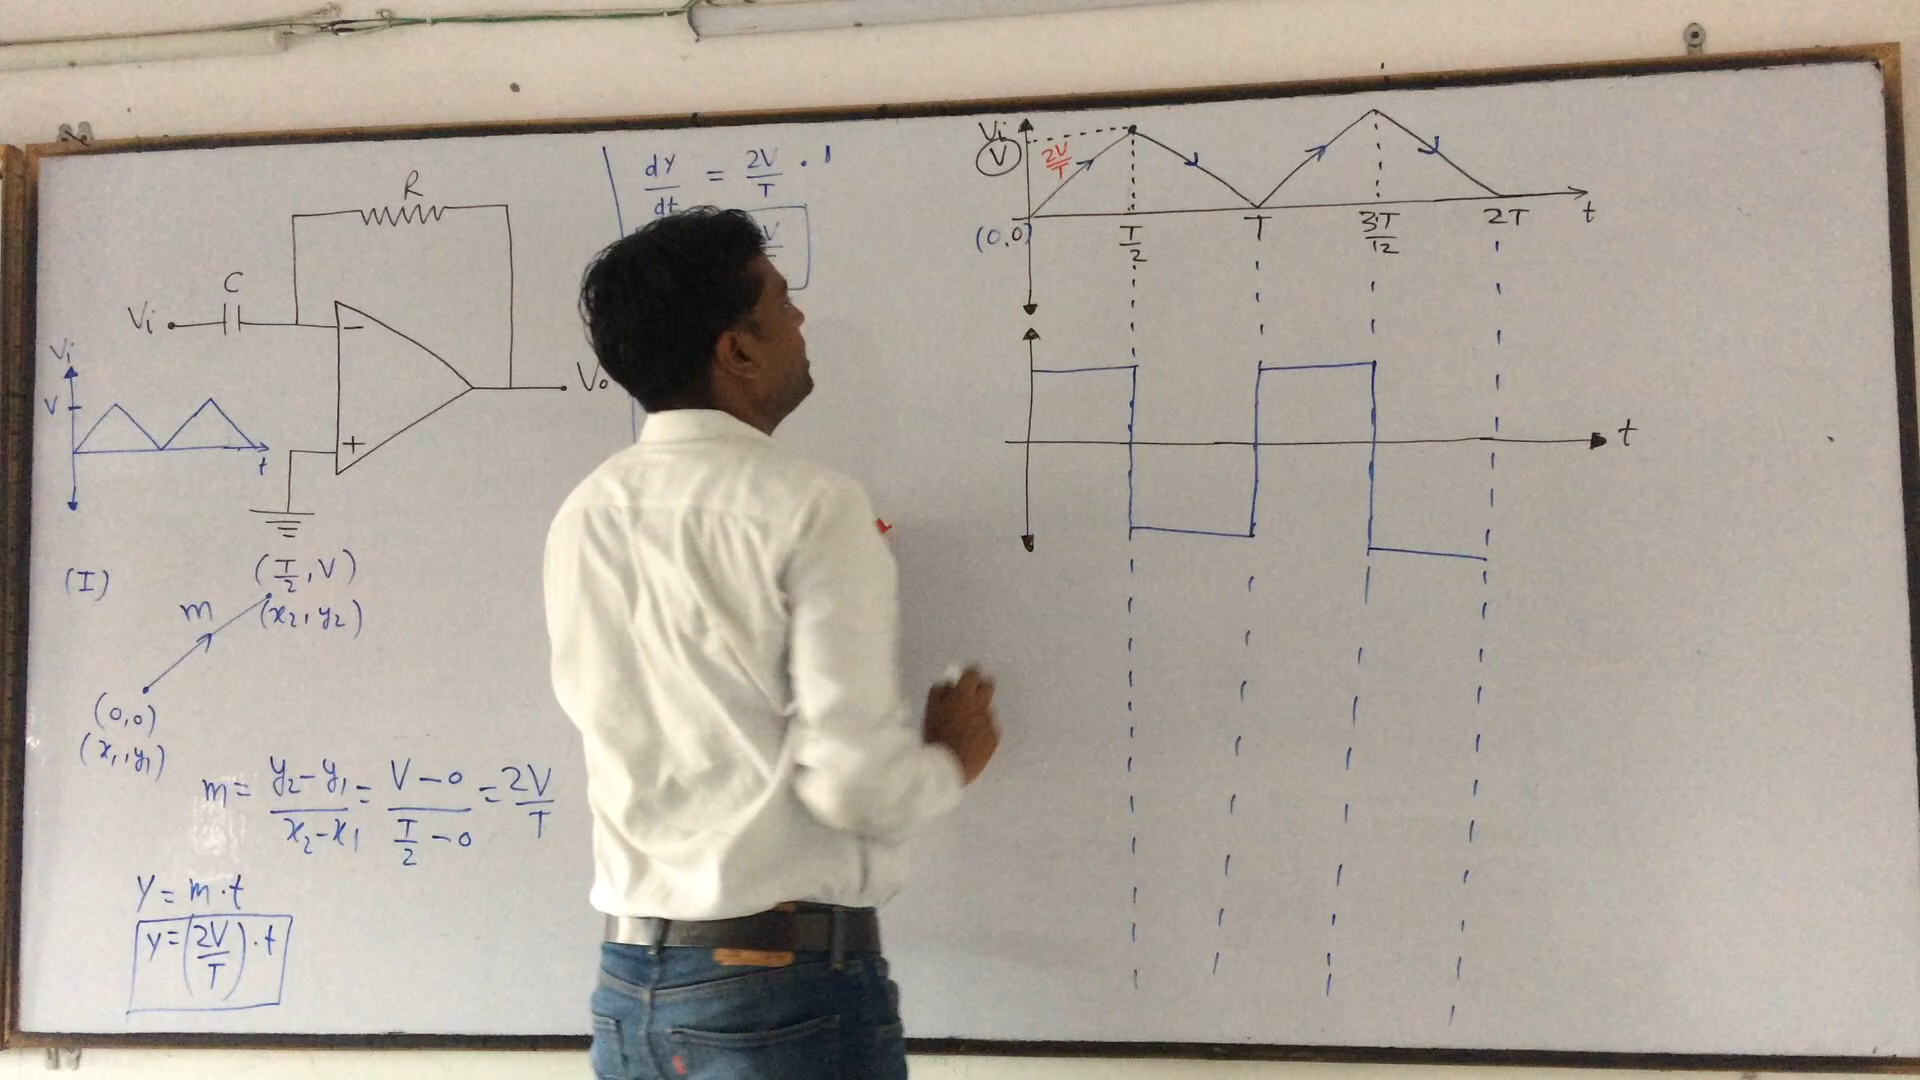 R
C
Vi
−
+
Vo
Vi
V
t
(I)
(T/2, V)
(x₂, y₂)
m
(0,0)
(x₁, y₁)
m = y₂−y₁/x₂−x₁ = V−0/T/2−0 = 2V/T
Y = m·t
y = (2V/T)·t
dy/dt = 2V/T · 1
Vi
V
2V/T
(0,0)
T/2
T
3T/12
2T
t
t